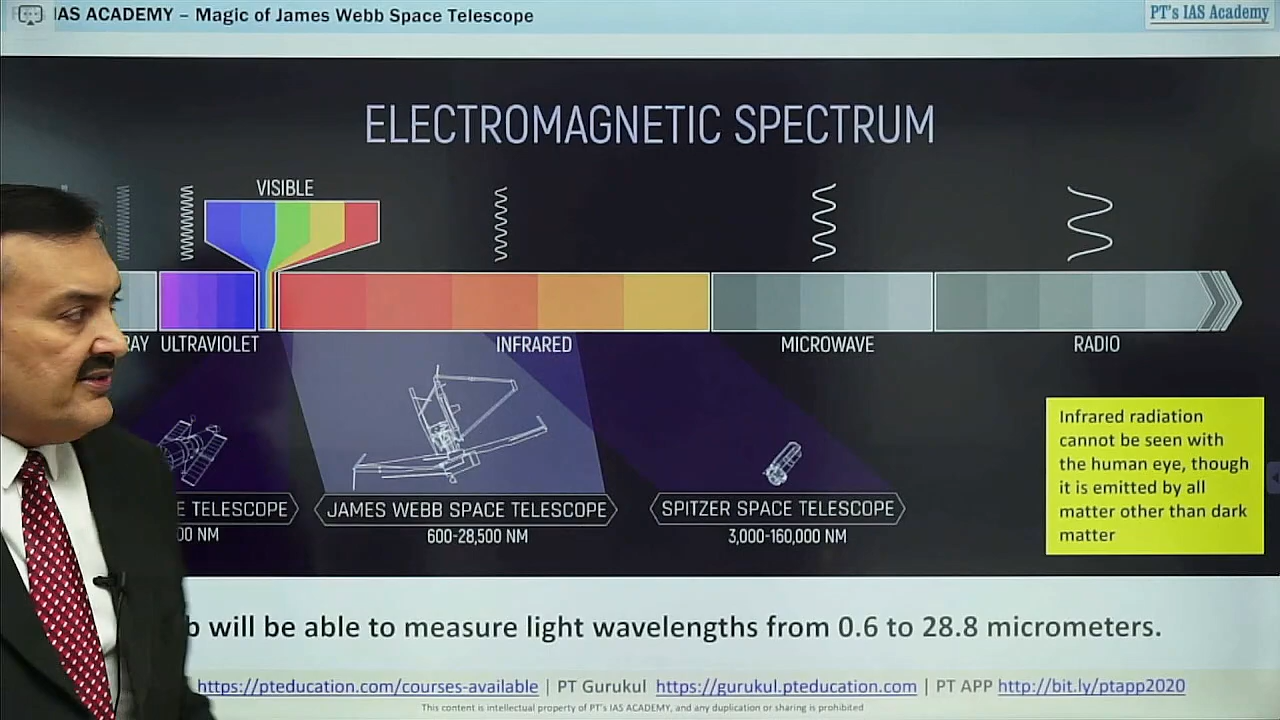 IAS ACADEMY – Magic of James Webb Space Telescope
PT's IAS Academy
ELECTROMAGNETIC SPECTRUM
VISIBLE
RAY ULTRAVIOLET
INFRARED
MICROWAVE
RADIO
Infrared radiation
cannot be seen with
the human eye, though
it is emitted by all
matter other than dark
matter
E TELESCOPE
JAMES WEBB SPACE TELESCOPE
SPITZER SPACE TELESCOPE
00 NM
600-28,500 NM
3,000-160,000 NM
b will be able to measure light wavelengths from 0.6 to 28.8 micrometers.
https://pteducation.com/courses-available | PT Gurukul https://gurukul.pteducation.com | PT APP http://bit.ly/ptapp2020
This content is intellectual property of PT's IAS ACADEMY, and any duplication or sharing is prohibited